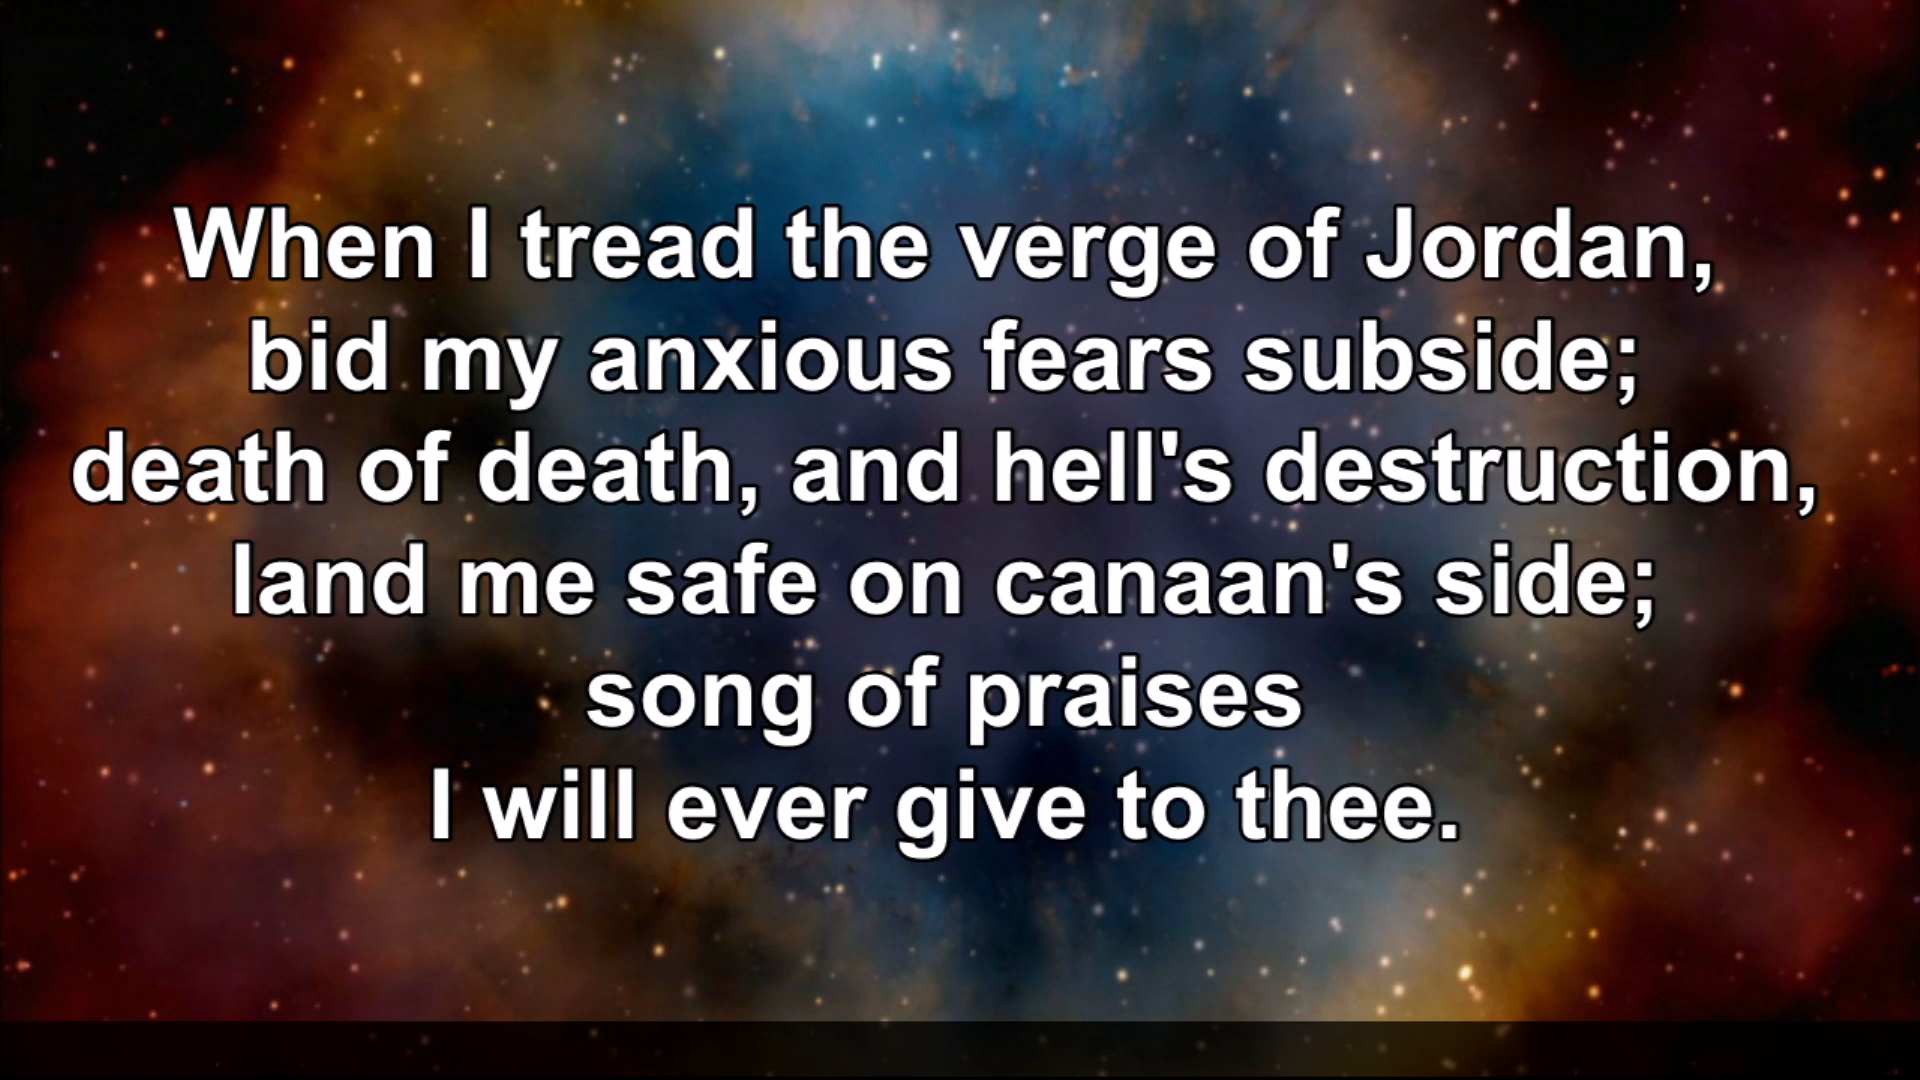 When I tread the verge of Jordan,
bid my anxious fears subside;
death of death, and hell's destruction,
land me safe on canaan's side;
song of praises
I will ever give to thee.